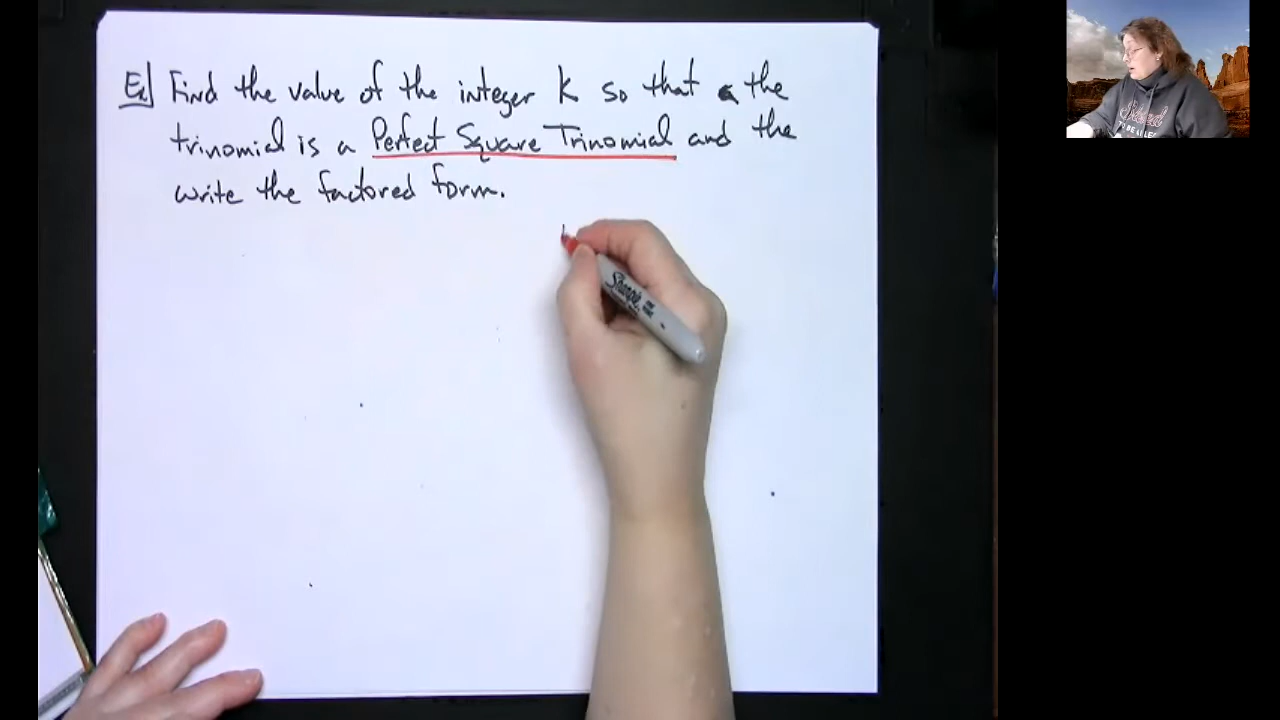 Ex] Find the value of the integer K so that the
trinomial is a Perfect Square Trinomial and the
write the factored form.
Sharpie